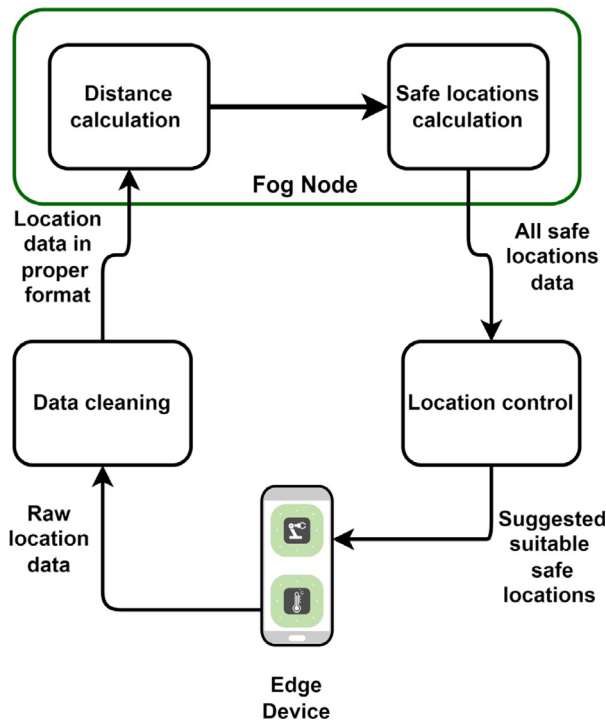 Distance
calculation
Safe locations
calculation
Fog Node
Location
data in
proper
format
All safe
locations
data
Data cleaning
Location control
Raw
location
data
Suggested
suitable
safe
locations
Edge
Device